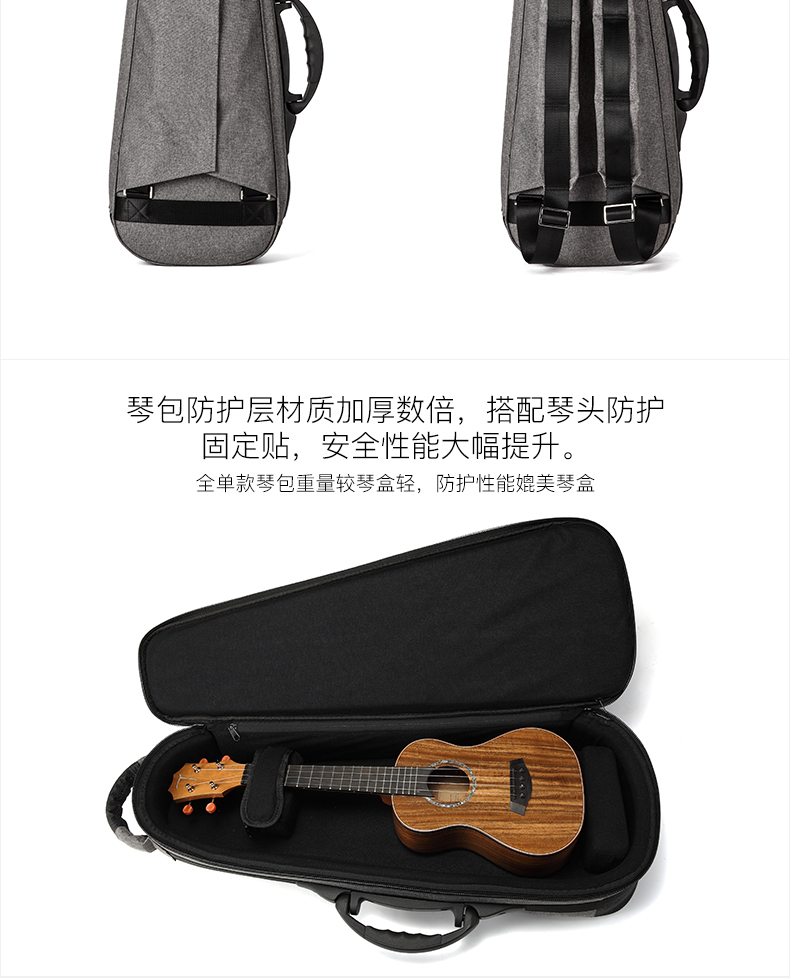 琴包防护层材质加厚数倍，搭配琴头防护
固定贴，安全性能大幅提升。
全单款琴包重量较琴盒轻，防护性能媲美琴盒